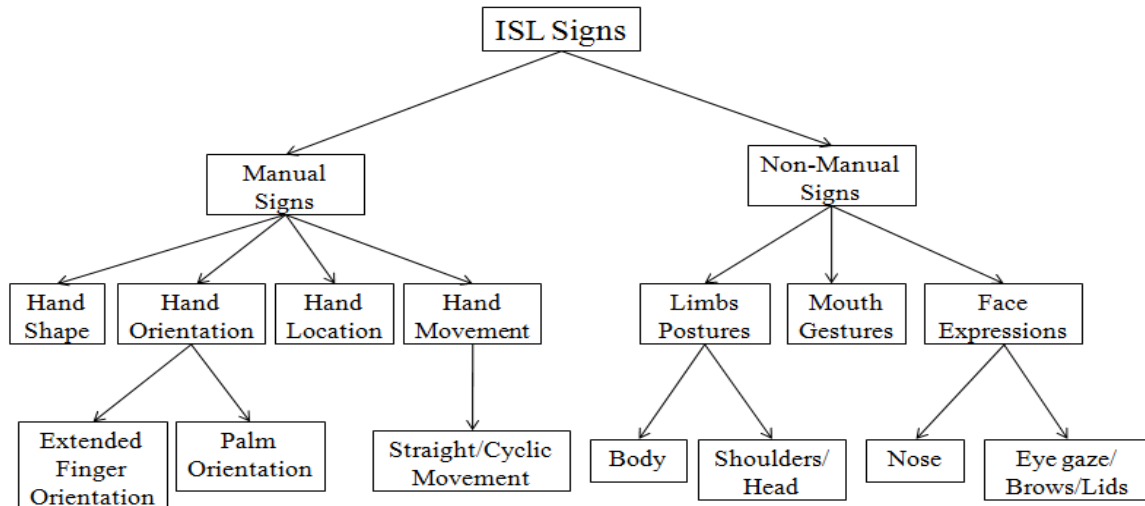 ISL Signs
Manual
Signs
Non-Manual
Signs
Hand
Shape
Hand
Orientation
Hand
Location
Hand
Movement
Limbs
Postures
Mouth
Gestures
Face
Expressions
Extended
Finger
Orientation
Palm
Orientation
Straight/Cyclic
Movement
Body
Shoulders/
Head
Nose
Eye gaze/
Brows/Lids